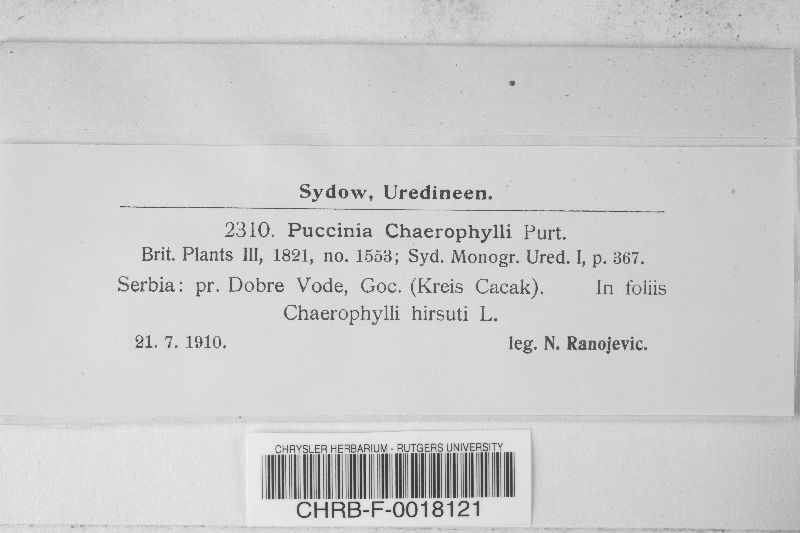 Sydow, Uredineen.
2310. Puccinia Chaerophylli Purt.
Brit. Plants III, 1821, no. 1553; Syd. Monogr. Ured. I, p. 367.
Serbia: pr. Dobre Vode, Goc. (Kreis Cacak). In foliis
Chaerophylli hirsuti L.
21. 7. 1910. leg. N. Ranojevic.
CHRYSLER HERBARIUM - RUTGERS UNIVERSITY
CHRB-F-0018121